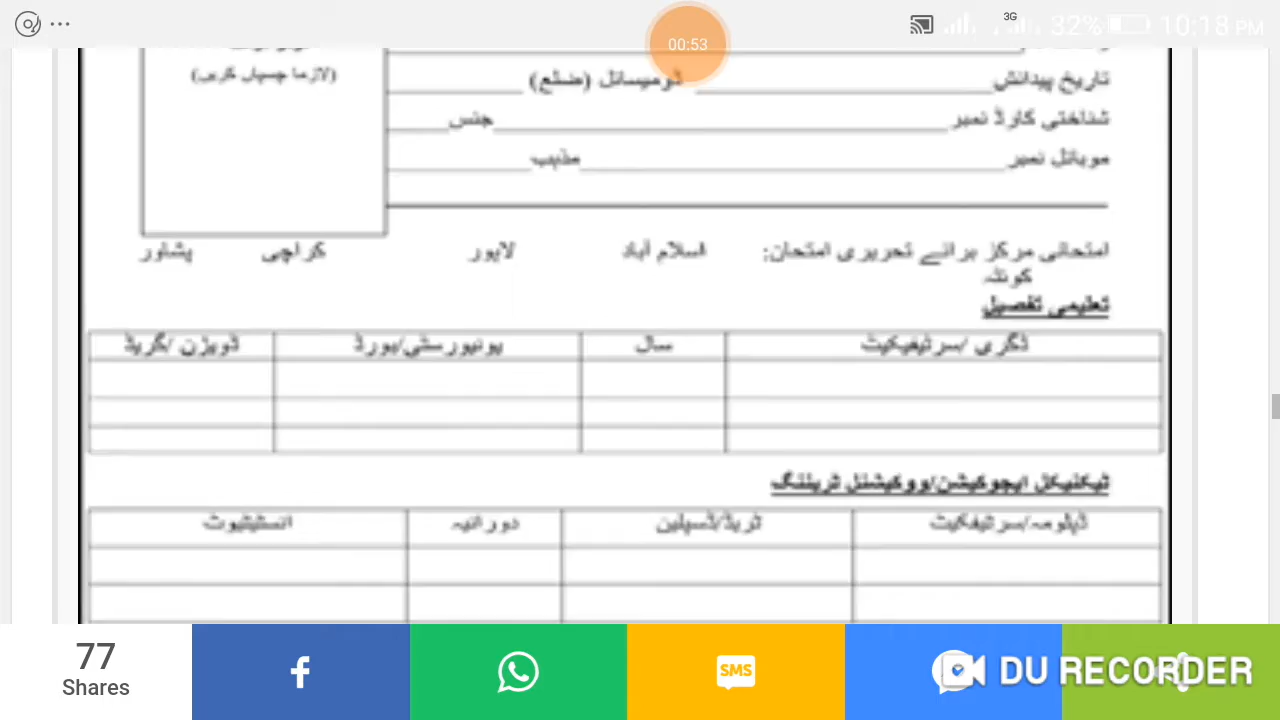 3G 32% 10:18 PM
00:53
(لازما چسپاں کریں)
تاریخ پیدائش ڈومیسائل (ضلع)
شناختی کارڈ نمبر جنس
موبائل نمبر مذہب
امتحانی مرکز برائے تحریری امتحان: اسلام آباد لاہور کراچی پشاور
کوئٹہ
تعلیمی تفصیل
ڈگری /سرٹیفیکیٹ سال یونیورسٹی/بورڈ ڈویژن /گریڈ
ٹیکنیکل ایجوکیشن/ووکیشنل ٹریننگ
ڈپلومہ/سرٹیفکیٹ ٹریڈ/ڈسپلین دورانیہ انسٹیٹیوٹ
77
Shares
SMS
DU RECORDER